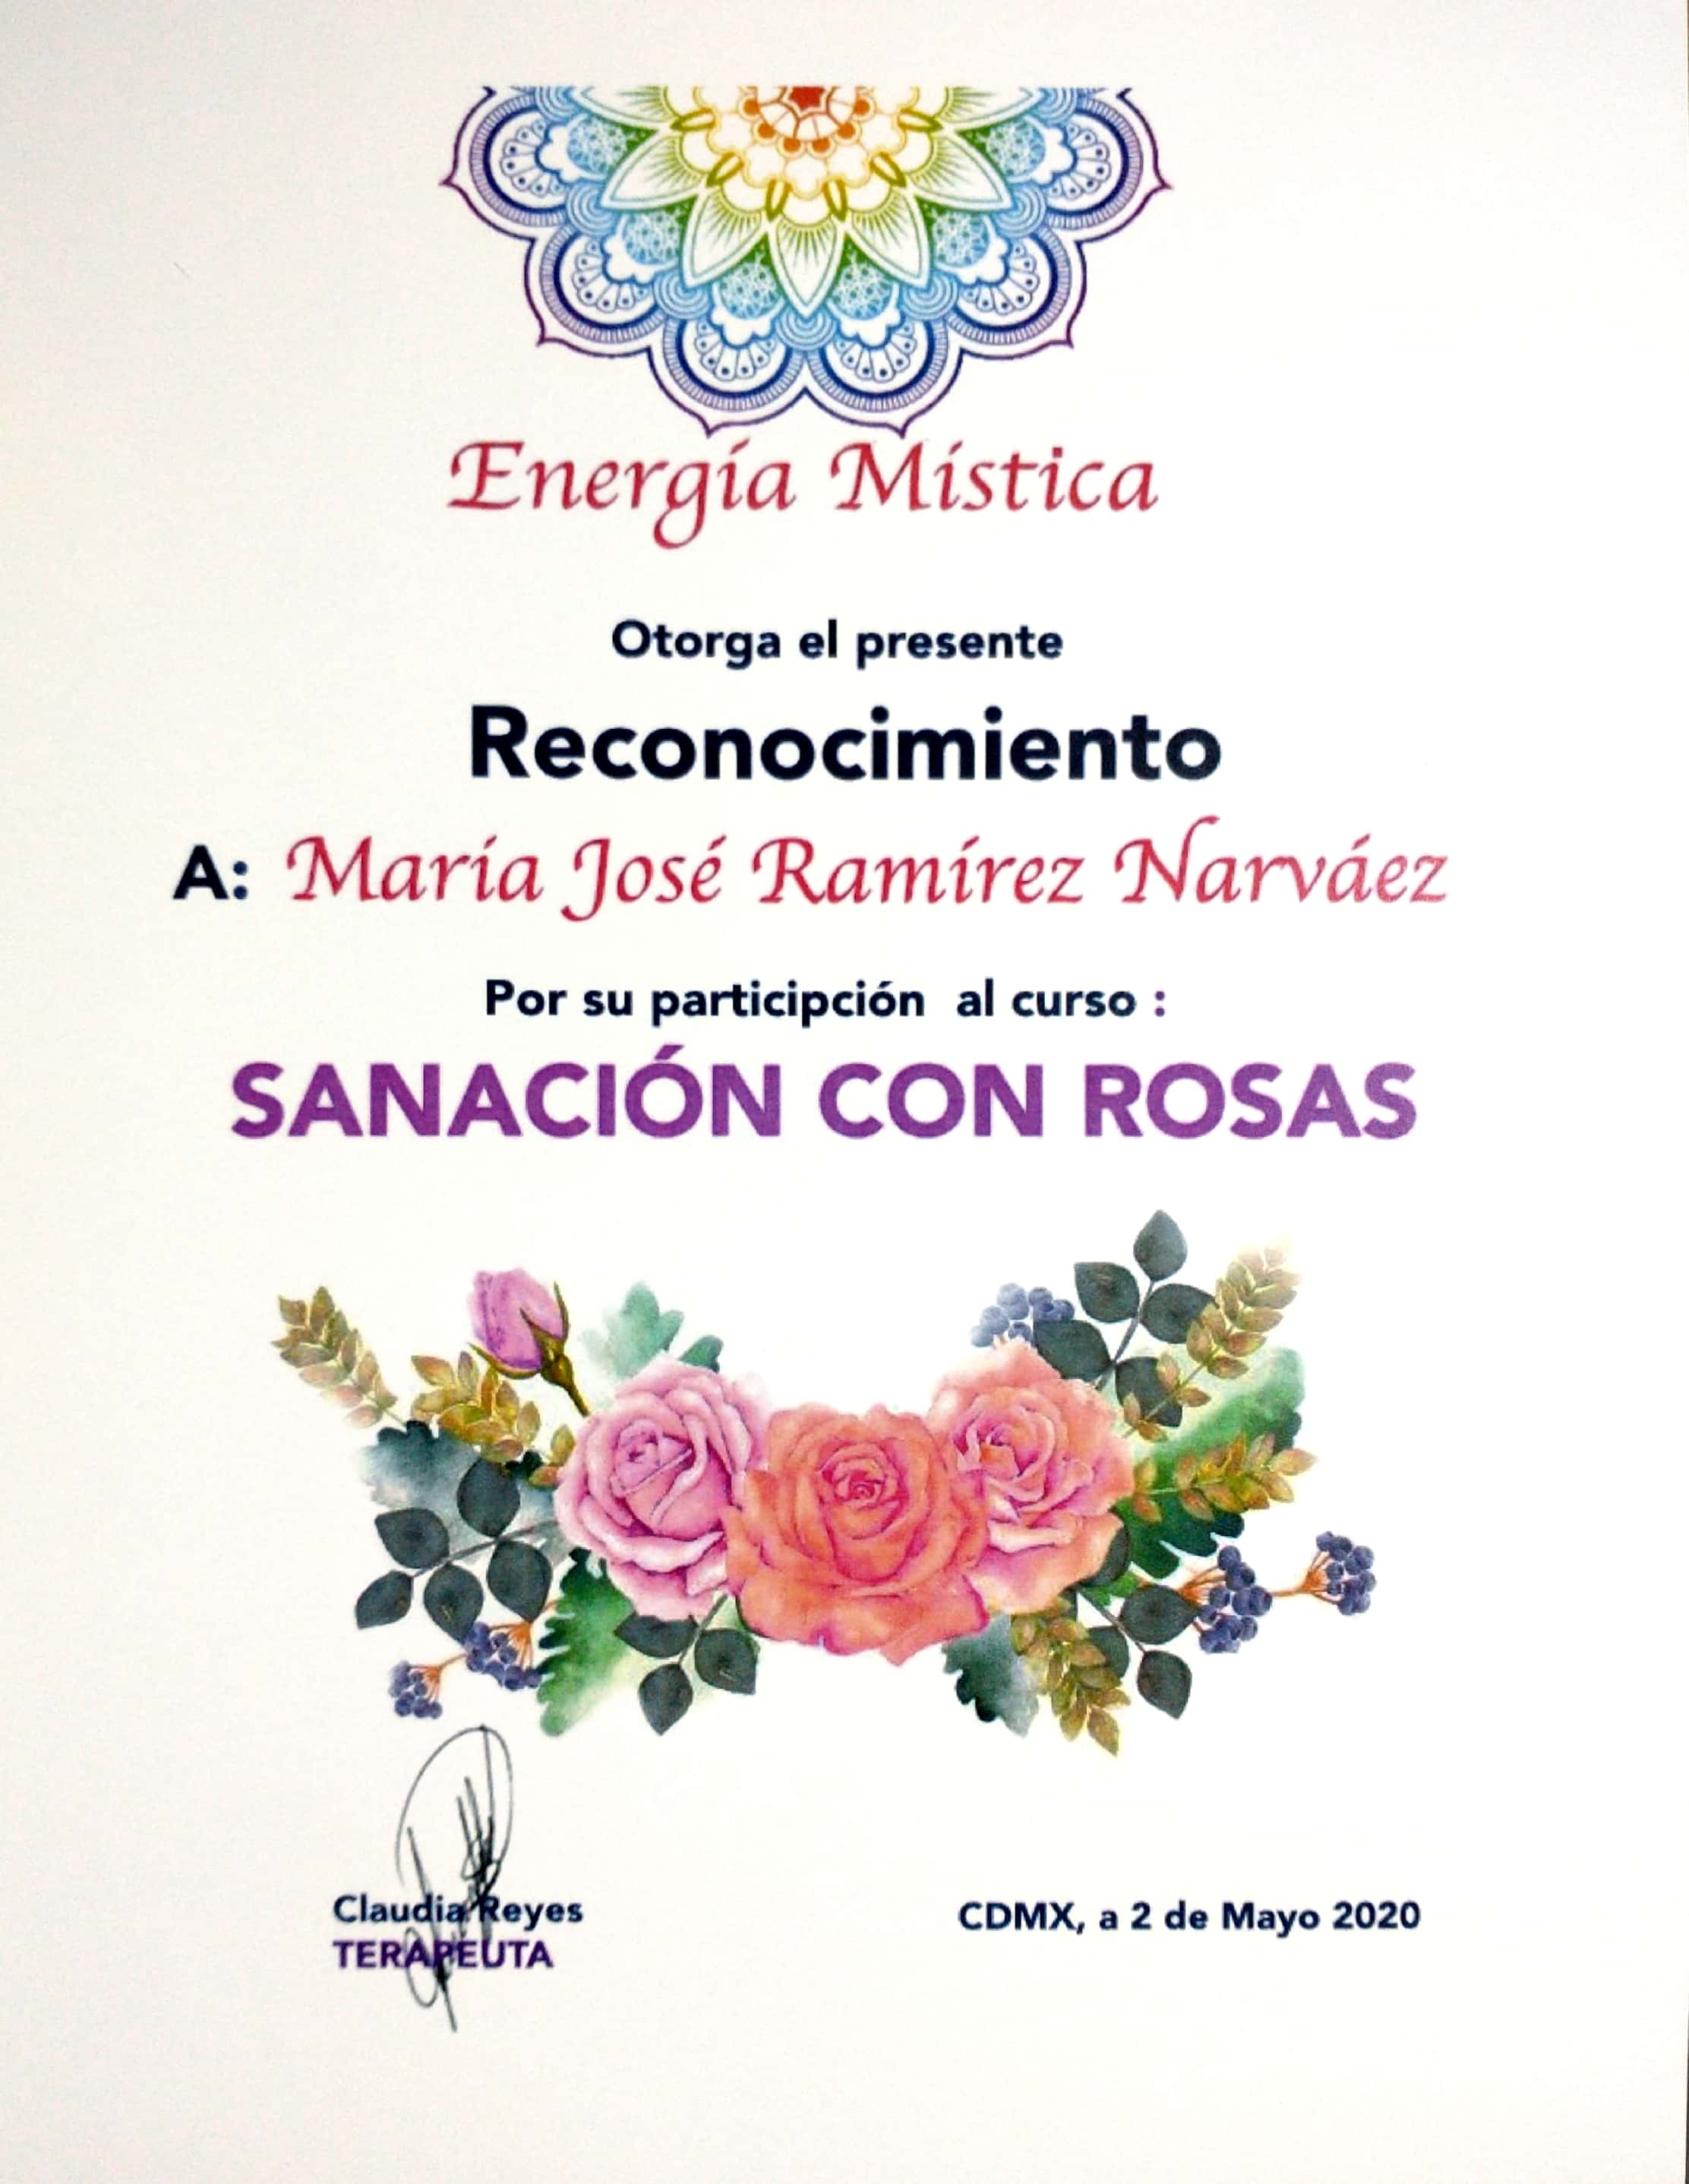 Energía Mística
Otorga el presente
Reconocimiento
A: María José Ramírez Narváez
Por su participción al curso :
SANACIÓN CON ROSAS
Claudia Reyes
TERAPEUTA
CDMX, a 2 de Mayo 2020